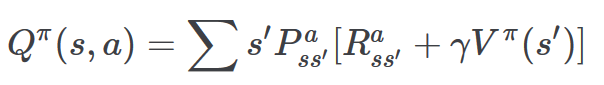 Q^π(s, a) = ∑ s′P^a_{ss′}[R^a_{ss′} + γV^π(s′)]